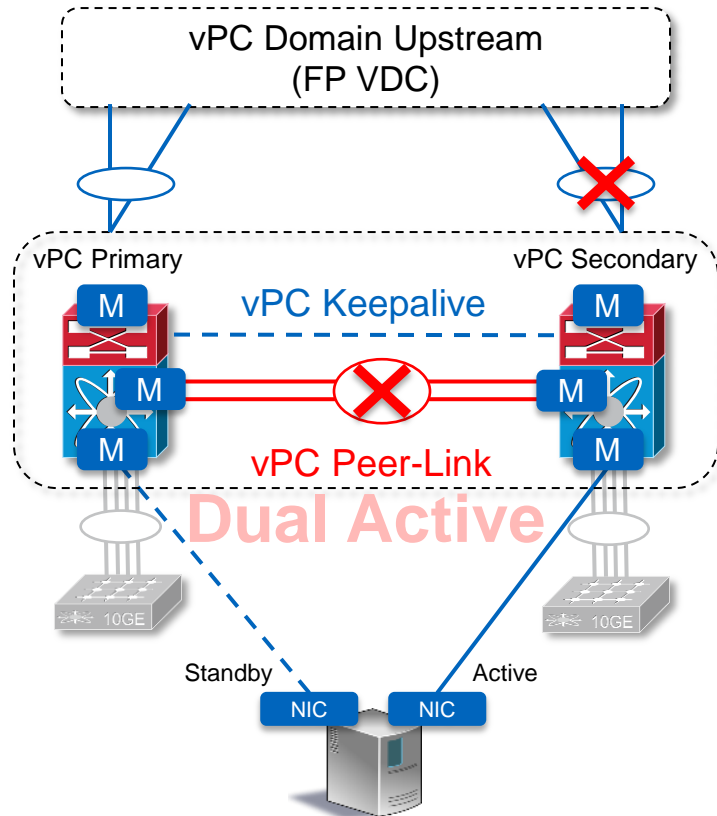 vPC Domain Upstream
(FP VDC)
vPC Primary
vPC Secondary
M
M
vPC Keepalive
M
M
M
M
vPC Peer-Link
Dual Active
10GE
10GE
Standby
Active
NIC
NIC